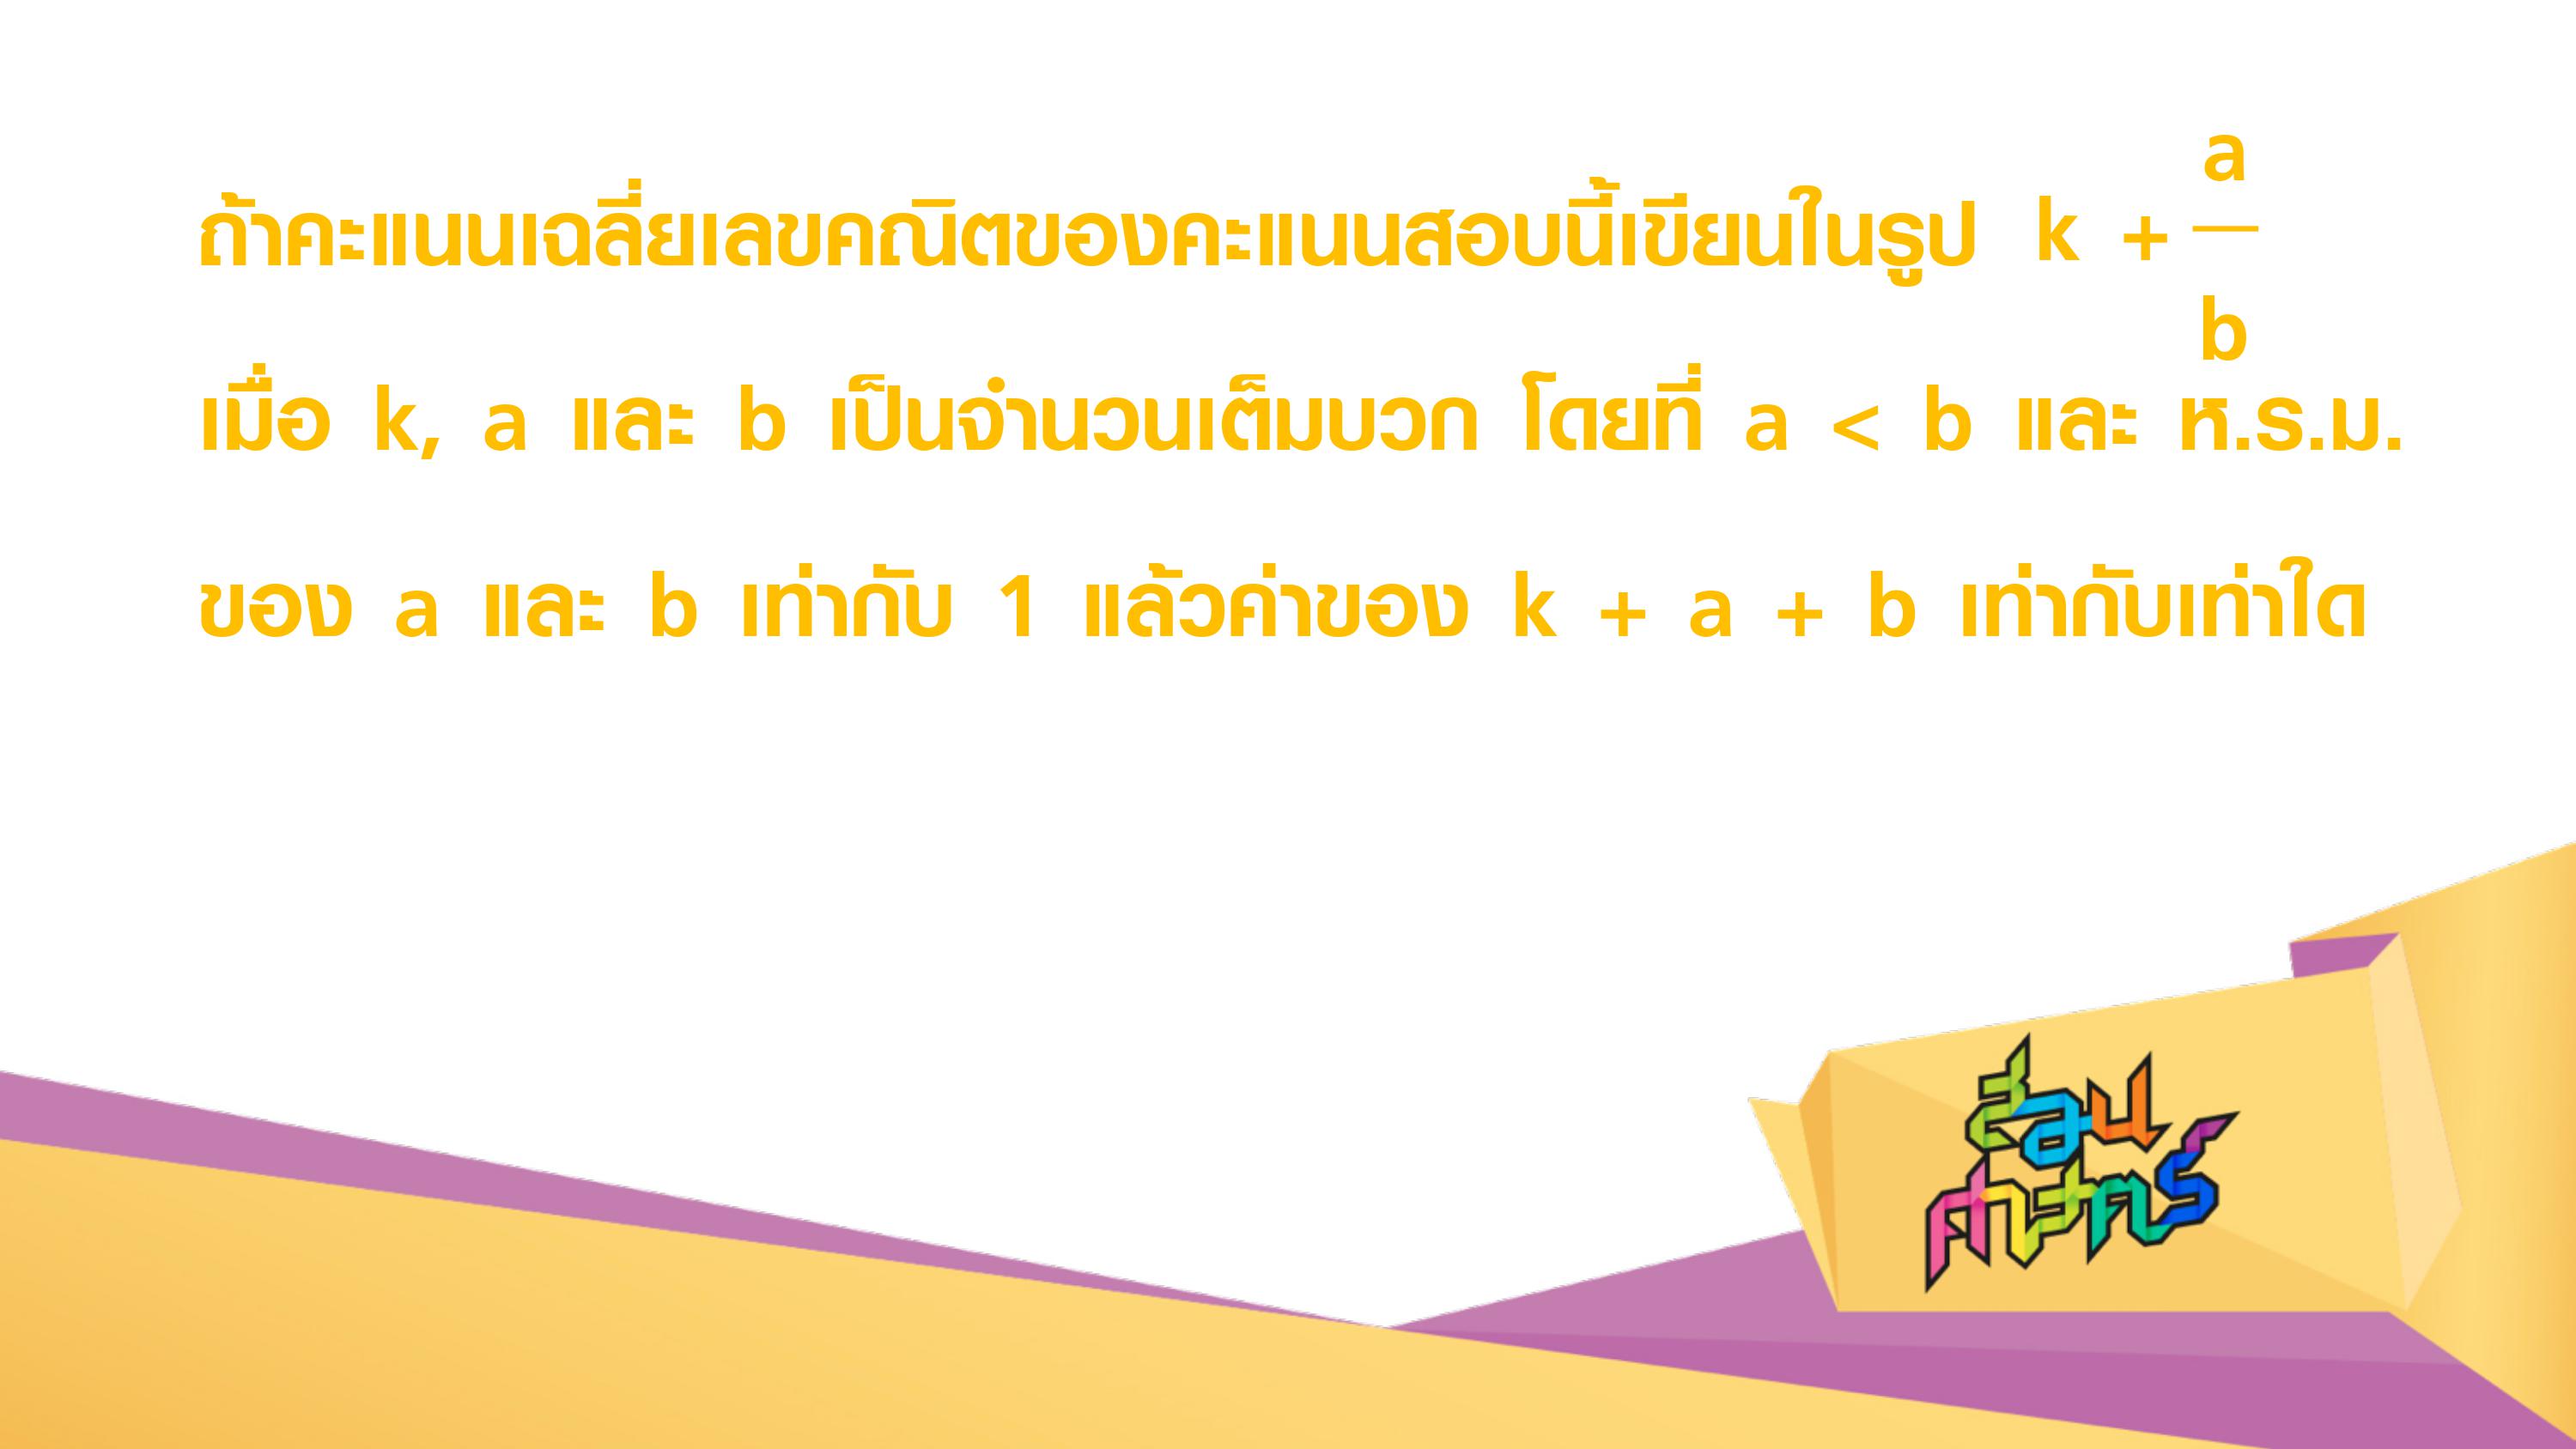 ถ้าคะแนนเฉลี่ยเลขคณิตของคะแนนสอบนี้เขียนในรูป k + a/b
เมื่อ k, a และ b เป็นจำนวนเต็มบวก โดยที่ a < b และ ห.ร.ม.
ของ a และ b เท่ากับ 1 แล้วค่าของ k + a + b เท่ากับเท่าใด
สอนศาสตร์